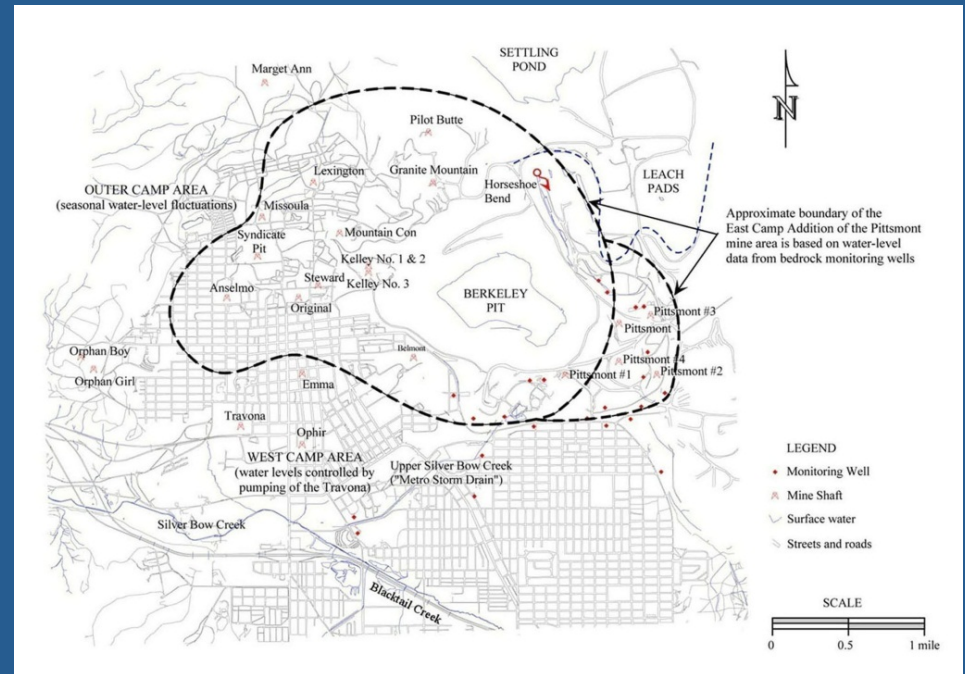 SETTLING
POND
Marget Ann
Pilot Butte
N
Lexington
Granite Mountain
Horseshoe
Bend
LEACH
PADS
OUTER CAMP AREA
(seasonal water-level fluctuations)
Missoula
Approximate boundary of the
East Camp Addition of the Pittsmont
mine area is based on water-level
data from bedrock monitoring wells
Syndicate
Pit
Mountain Con
Kelley No. 1 & 2
Steward
Kelley No. 3
Anselmo
Original
BERKELEY
PIT
Pittsmont #3
Pittsmont
Belmont
Orphan Boy
Orphan Girl
Pittsmont #4
Pittsmont #1
Pittsmont #2
Emma
Travona
Ophir
WEST CAMP AREA
(water levels controlled by
pumping of the Travona)
Upper Silver Bow Creek
("Metro Storm Drain")
Silver Bow Creek
Blacktail Creek
LEGEND
Monitoring Well
Mine Shaft
Surface water
Streets and roads
SCALE
0 0.5 1 mile